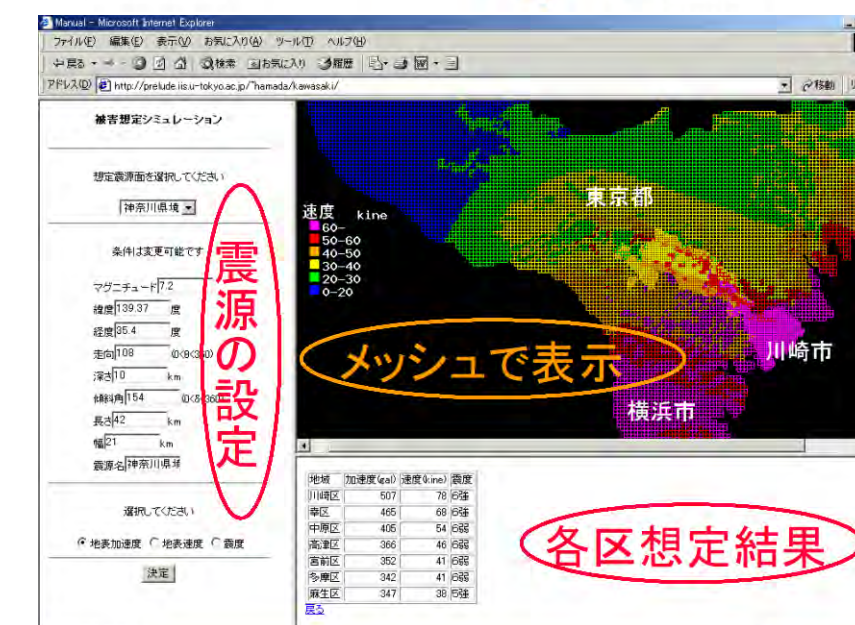 Manual - Microsoft Internet Explorer
ファイル(F) 編集(E) 表示(V) お気に入り(A) ツール(T) ヘルプ(H)
戻る 検索 お気に入り 履歴
アドレス(D) http://prelude.iis.u-tokyo.ac.jp/~hamada/kawasaki/ 移動
被害想定シミュレーション
想定震源面を選択してください
神奈川県境
条件は変更可能です
マグニチュード 7.2
緯度 139.37 度
経度 35.4 度
走向 108 (0<θ<360)
深さ 10 km
傾斜角 154 (0<δ<360)
長さ 42 km
幅 21 km
震源名 神奈川県境
選択してください
地表加速度 地表速度 震度
決定
震源の設定
速度 kine
60-
50-60
40-50
30-40
20-30
0-20
東京都
川崎市
横浜市
メッシュで表示
地域 加速度(gal) 速度(kine) 震度
川崎区 507 78 6強
幸区 465 68 6強
中原区 405 54 6弱
高津区 366 46 6弱
宮前区 352 41 6弱
多摩区 342 41 6弱
麻生区 347 38 5強
戻る
各区想定結果